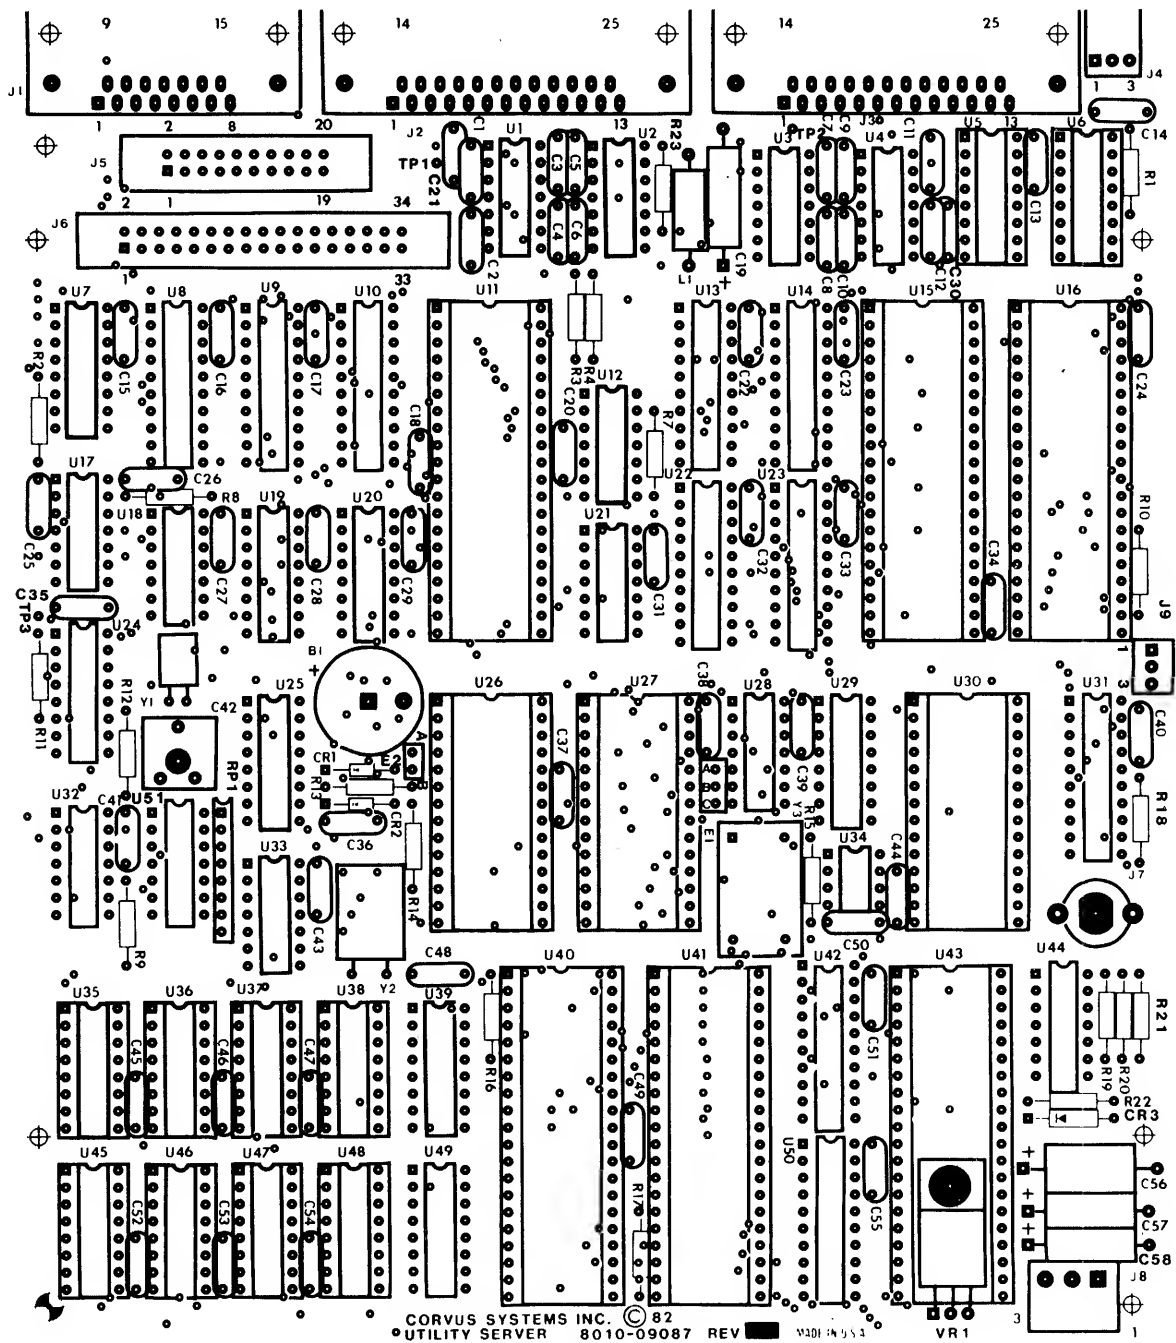 9 15 14 25 14 25
J4
J1
1 3
1 2 8 20 1 J2 C1 U1 13 U2 R23 1 U3 TP2 C7 C9 J3 U4 C11 U5 13 U6 C14
J5 TP1 C21 C3 C5 R1
2 1 19 34
J6 C2 C4 C6 L1 C19 + C8 C10 C12 C30 C13
1 33
U7 U8 U9 U10 U11 U13 U14 U15 U16
R2 C15 C16 C17 R3 R4 C22 C23 C24
U12
C18 C20 R7
U17 C26 U22 U23
U18 R8 U19 U20 U21 R10
C25 C27 C28 C29 C31 C32 C33 C34
C35
TP3 U24 J9
B1 1
+
R12 U25 U26 U27 C38 U28 U29 U30 U31 3
Y1 C42
R11 A C37 C40
CR1 E2 A
RP1 R13 B B C39
U32 C41 U51 C Y3 R15 R18
CR2 E1
C36 U34
U33 C44 J7
R14
R9 C43 C50
C48 U40 U41 U42 U43 U44
Y2
U35 U36 U37 U38 U39 R21
C51
C45 C46 C47 R16 R19 R20
C49 R22
CR3
U45 U46 U47 U48 U49 U50
+ C56
C52 C53 C54 R17 C55 + C57
+ C58
J8
CORVUS SYSTEMS INC. © 82
UTILITY SERVER 8010-09087 REV MADE IN U.S.A
VR1 3 1